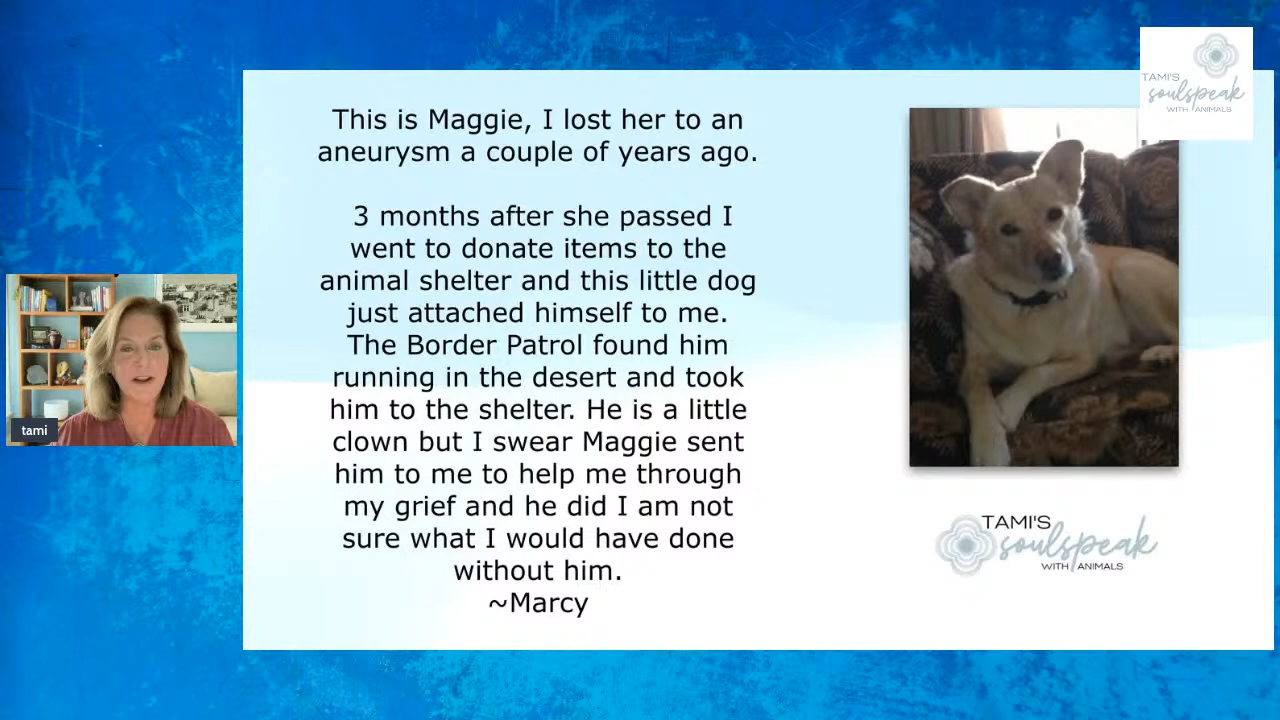 TAMI'S
soulspeak
WITH ANIMALS
This is Maggie, I lost her to an
aneurysm a couple of years ago.
3 months after she passed I
went to donate items to the
animal shelter and this little dog
just attached himself to me.
The Border Patrol found him
running in the desert and took
him to the shelter. He is a little
clown but I swear Maggie sent
him to me to help me through
my grief and he did I am not
sure what I would have done
without him.
~Marcy
tami
TAMI'S
soulspeak
WITH ANIMALS